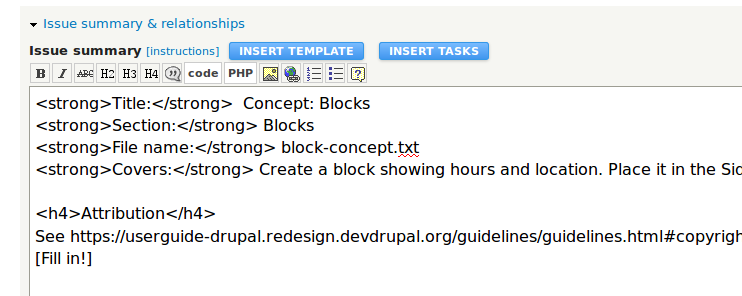 Issue summary & relationships
Issue summary [instructions] INSERT TEMPLATE INSERT TASKS
B I ABC H2 H3 H4 code PHP
<strong>Title:</strong>  Concept: Blocks
<strong>Section:</strong> Blocks
<strong>File name:</strong> block-concept.txt
<strong>Covers:</strong> Create a block showing hours and location. Place it in the Sid
<h4>Attribution</h4>
See https://userguide-drupal.redesign.devdrupal.org/guidelines/guidelines.html#copyrigh
[Fill in!]